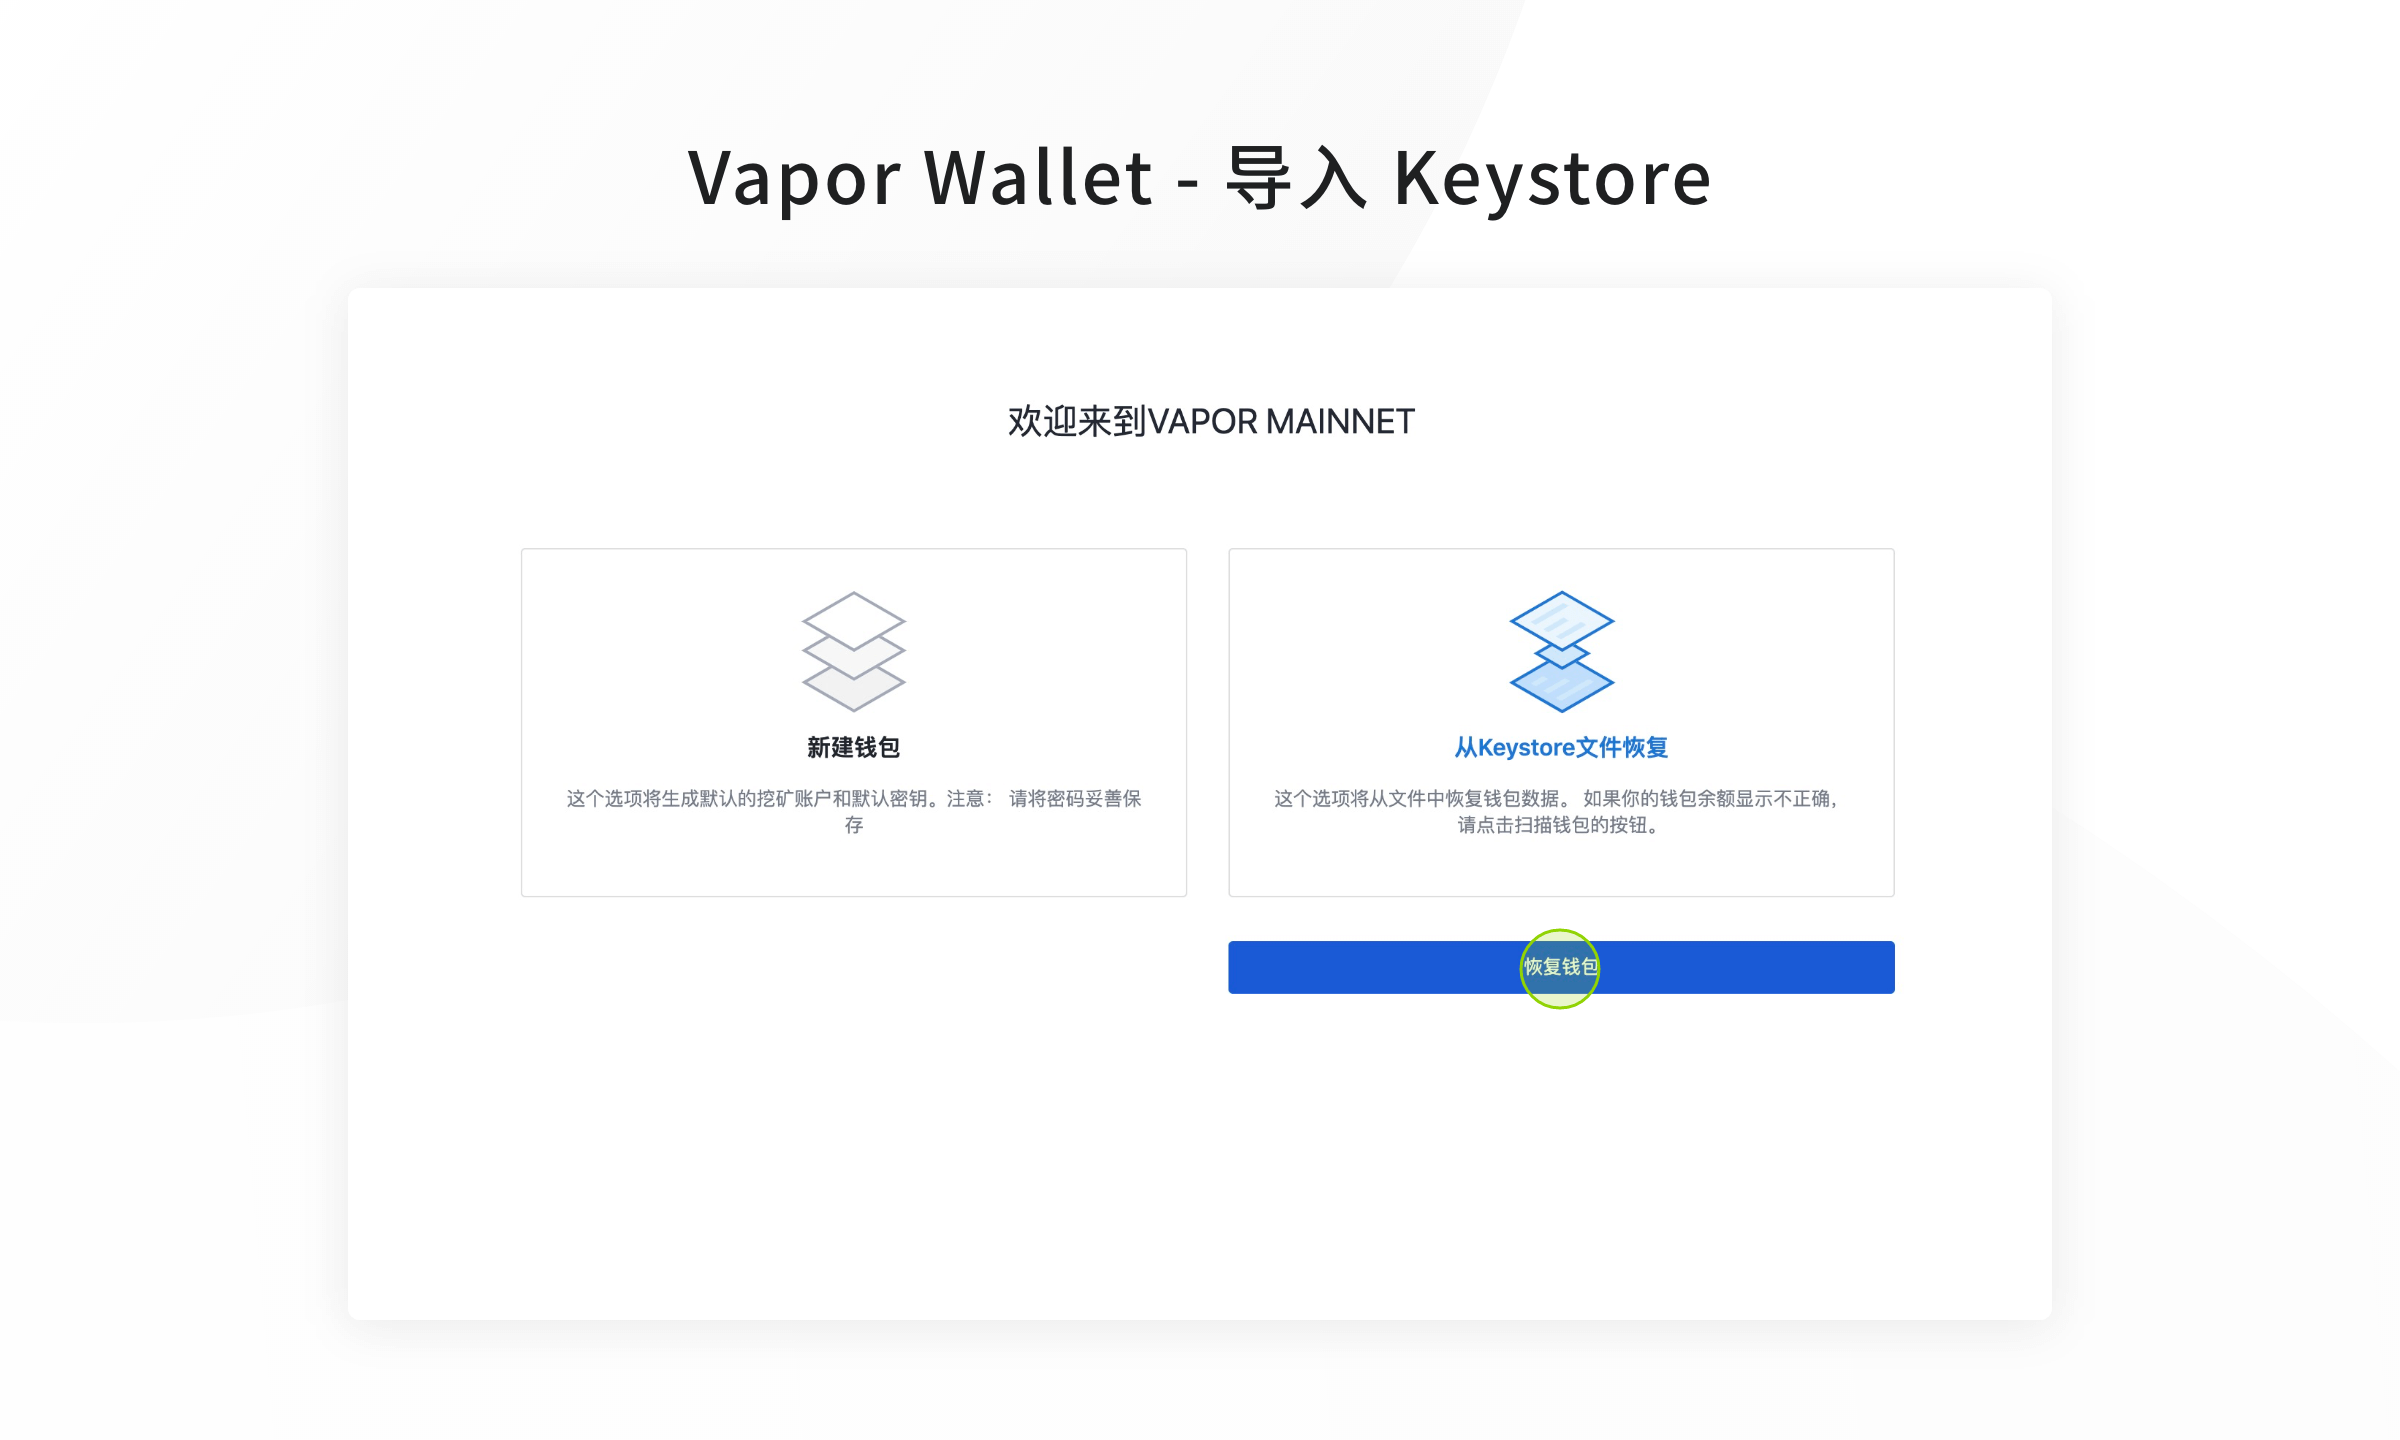 Vapor Wallet - 导入 Keystore
欢迎来到VAPOR MAINNET
新建钱包
这个选项将生成默认的挖矿账户和默认密钥。注意： 请将密码妥善保
存
从Keystore文件恢复
这个选项将从文件中恢复钱包数据。 如果你的钱包余额显示不正确，
请点击扫描钱包的按钮。
恢复钱包